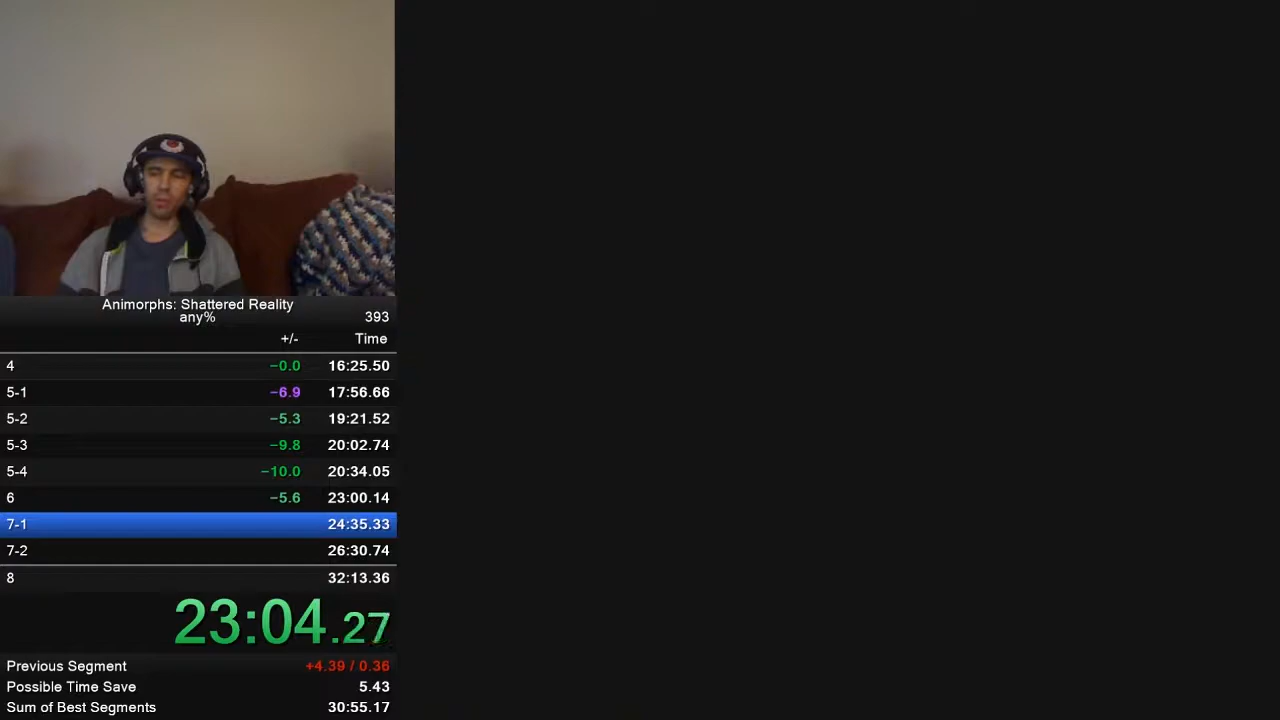 Animorphs: Shattered Reality
any% 393
+/- Time
4 −0.0 16:25.50
5-1 −6.9 17:56.66
5-2 −5.3 19:21.52
5-3 −9.8 20:02.74
5-4 −10.0 20:34.05
6 −5.6 23:00.14
7-1 24:35.33
7-2 26:30.74
8 32:13.36
23:04.27
Previous Segment +4.39 / 0.36
Possible Time Save 5.43
Sum of Best Segments 30:55.17